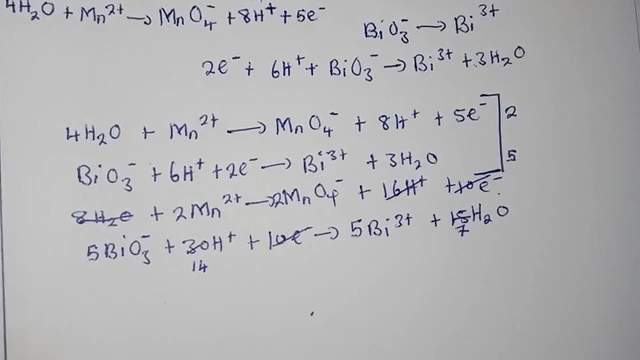 4H₂O + Mn²⁺ → MnO₄⁻ + 8H⁺ + 5e⁻
BiO₃⁻ → Bi³⁺
2e⁻ + 6H⁺ + BiO₃⁻ → Bi³⁺ + 3H₂O
4H₂O + Mn²⁺ → MnO₄⁻ + 8H⁺ + 5e⁻ ] 2
BiO₃⁻ + 6H⁺ + 2e⁻ → Bi³⁺ + 3H₂O ] 5
8H₂O + 2Mn²⁺ → 2MnO₄⁻ + 16H⁺ + 10e⁻
5BiO₃⁻ + 30H⁺ + 10e⁻ → 5Bi³⁺ + 15H₂O
14 7